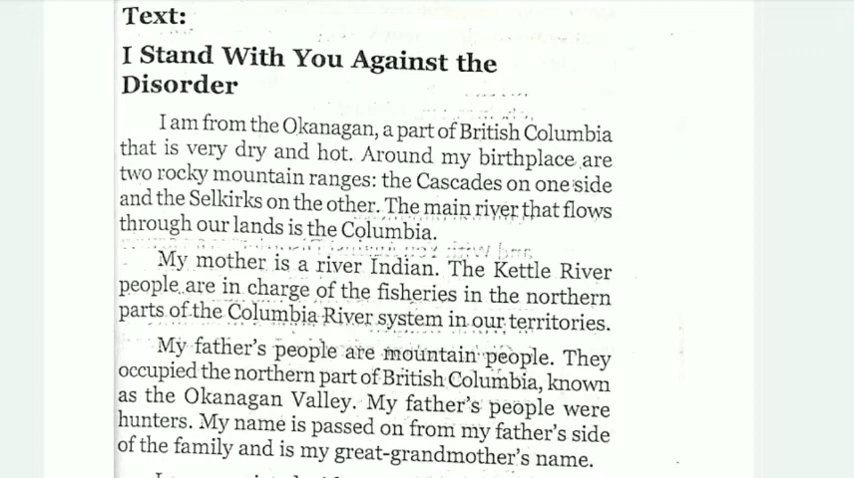 Text:
I Stand With You Against the
Disorder
I am from the Okanagan, a part of British Columbia
that is very dry and hot. Around my birthplace are
two rocky mountain ranges: the Cascades on one side
and the Selkirks on the other. The main river that flows
through our lands is the Columbia.
My mother is a river Indian. The Kettle River
people are in charge of the fisheries in the northern
parts of the Columbia River system in our territories.
My father's people are mountain people. They
occupied the northern part of British Columbia, known
as the Okanagan Valley. My father's people were
hunters. My name is passed on from my father's side
of the family and is my great-grandmother's name.